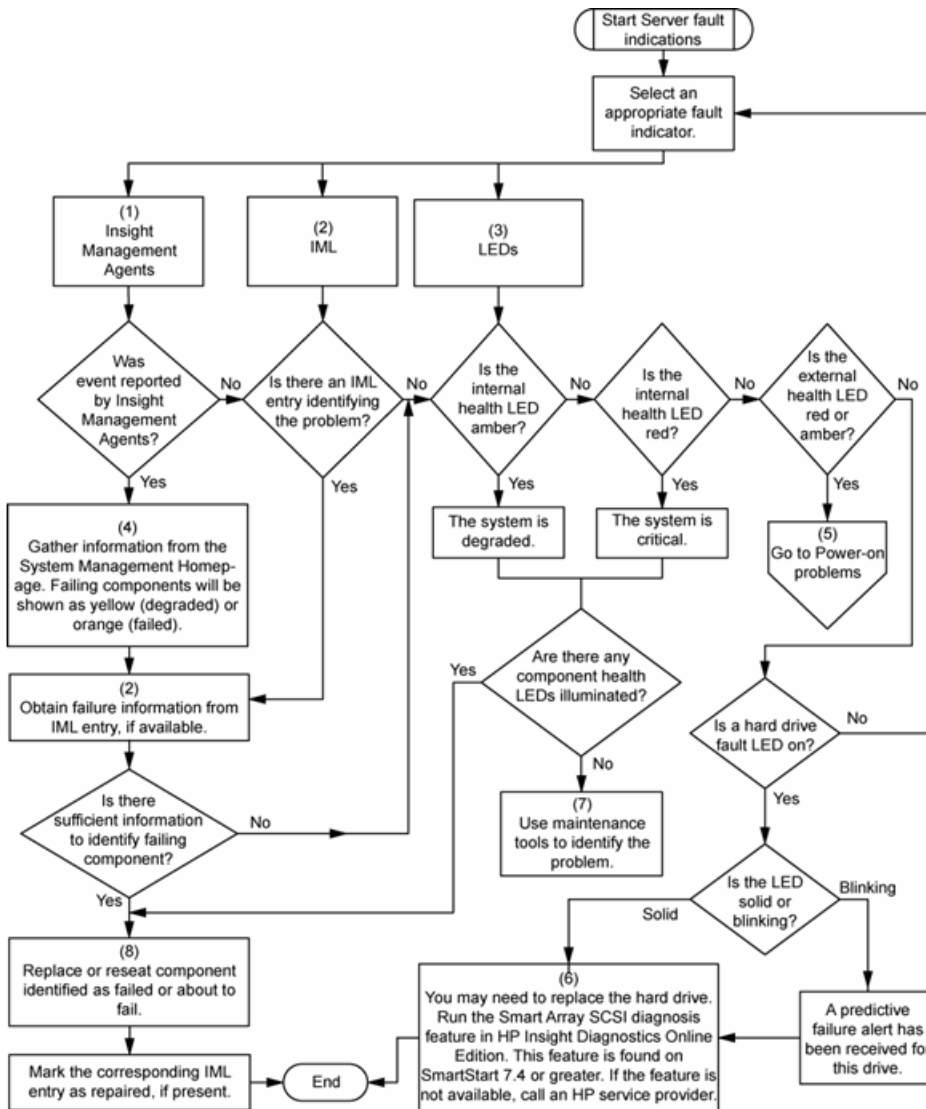 Start Server fault
indications
Select an
appropriate fault
indicator.
(1)
Insight
Management
Agents
(2)
IML
(3)
LEDs
Was
event reported
by Insight
Management
Agents?
No
Yes
Is there an IML
entry identifying
the problem?
No
Yes
Is the
internal
health LED
amber?
No
Yes
Is the
internal
health LED
red?
No
Yes
Is the
external
health LED
red or
amber?
No
Yes
(4)
Gather information from the
System Management Homep-
age. Failing components will be
shown as yellow (degraded) or
orange (failed).
The system is
degraded.
The system is
critical.
(5)
Go to Power-on
problems
Are there any
component health
LEDs illuminated?
Yes
No
(2)
Obtain failure information from
IML entry, if available.
Is a hard drive
fault LED on?
No
Yes
Is there
sufficient information
to identify failing
component?
No
Yes
(7)
Use maintenance
tools to identify the
problem.
Is the LED
solid or
blinking?
Solid
Blinking
(8)
Replace or reseat component
identified as failed or about to
fail.
(6)
You may need to replace the hard drive.
Run the Smart Array SCSI diagnosis
feature in HP Insight Diagnostics Online
Edition. This feature is found on
SmartStart 7.4 or greater. If the feature is
not available, call an HP service provider.
A predictive
failure alert has
been received for
this drive.
Mark the corresponding IML
entry as repaired, if present.
End